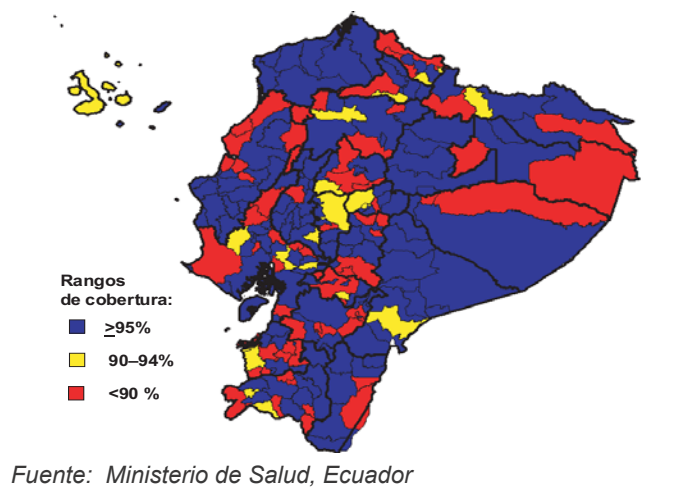 Rangos
de cobertura:
≥95%
90–94%
<90 %
Fuente: Ministerio de Salud, Ecuador